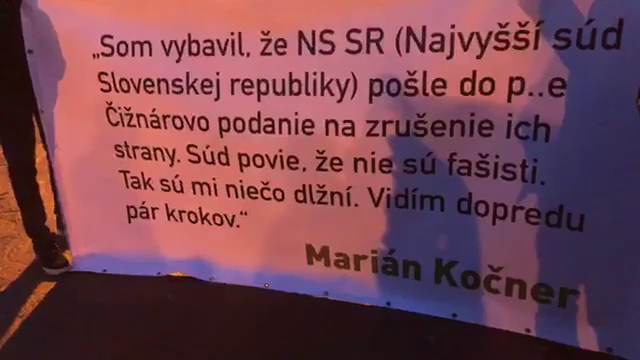 „Som vybavil, že NS SR (Najvyšší súd
Slovenskej republiky) pošle do p..e
Čižnárovo podanie na zrušenie ich
strany. Súd povie, že nie sú fašisti.
Tak sú mi niečo dlžní. Vidím dopredu
pár krokov.“
Marián Kočner